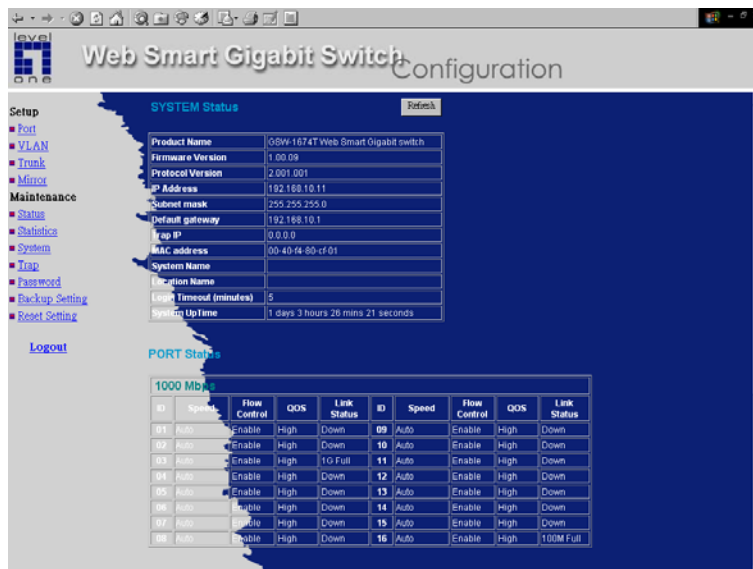 level
one
Web Smart Gigabit Switch
Configuration
Setup
Port
VLAN
Trunk
Mirror
Maintenance
Status
Statistics
System
Trap
Password
Backup Setting
Reset Setting
Logout
SYSTEM Status
Refresh
Product Name GSW-1674T Web Smart Gigabit switch
Firmware Version 1.00.09
Protocol Version 2.001.001
IP Address 192.168.10.11
Subnet mask 255.255.255.0
Default gateway 192.168.10.1
Trap IP 0.0.0.0
MAC address 00-40-f4-80-cf-01
System Name
Location Name
Login Timeout (minutes) 5
System UpTime 1 days 3 hours 26 mins 21 seconds
PORT Status
1000 Mbps
ID Speed Flow Control QOS Link Status ID Speed Flow Control QOS Link Status
01 Auto Enable High Down 09 Auto Enable High Down
02 Auto Enable High Down 10 Auto Enable High Down
03 Auto Enable High 1G Full 11 Auto Enable High Down
04 Auto Enable High Down 12 Auto Enable High Down
05 Auto Enable High Down 13 Auto Enable High Down
06 Auto Enable High Down 14 Auto Enable High Down
07 Auto Enable High Down 15 Auto Enable High Down
08 Auto Enable High Down 16 Auto Enable High 100M Full